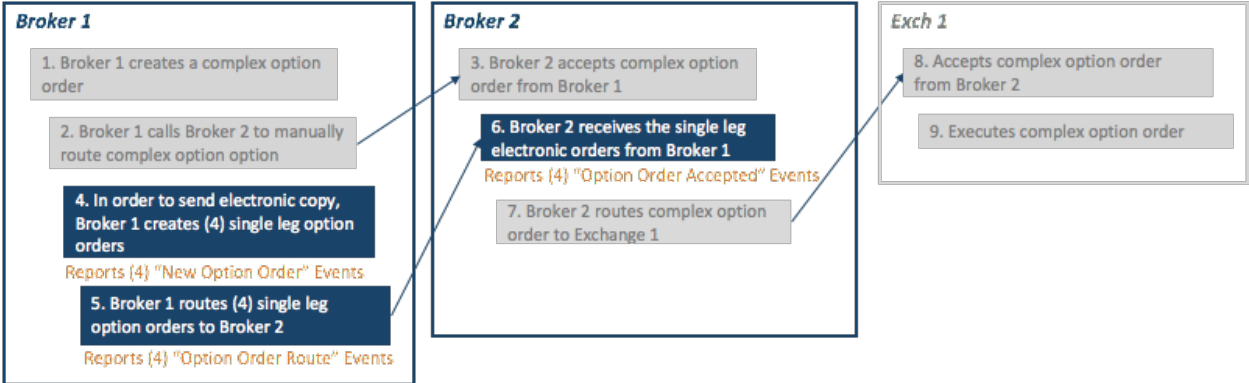 Broker 1
1. Broker 1 creates a complex option
order
2. Broker 1 calls Broker 2 to manually
route complex option option
4. In order to send electronic copy,
Broker 1 creates (4) single leg option
orders
Reports (4) "New Option Order" Events
5. Broker 1 routes (4) single leg
option orders to Broker 2
Reports (4) "Option Order Route" Events
Broker 2
3. Broker 2 accepts complex option
order from Broker 1
6. Broker 2 receives the single leg
electronic orders from Broker 1
Reports (4) "Option Order Accepted" Events
7. Broker 2 routes complex option
order to Exchange 1
Exch 1
8. Accepts complex option order
from Broker 2
9. Executes complex option order